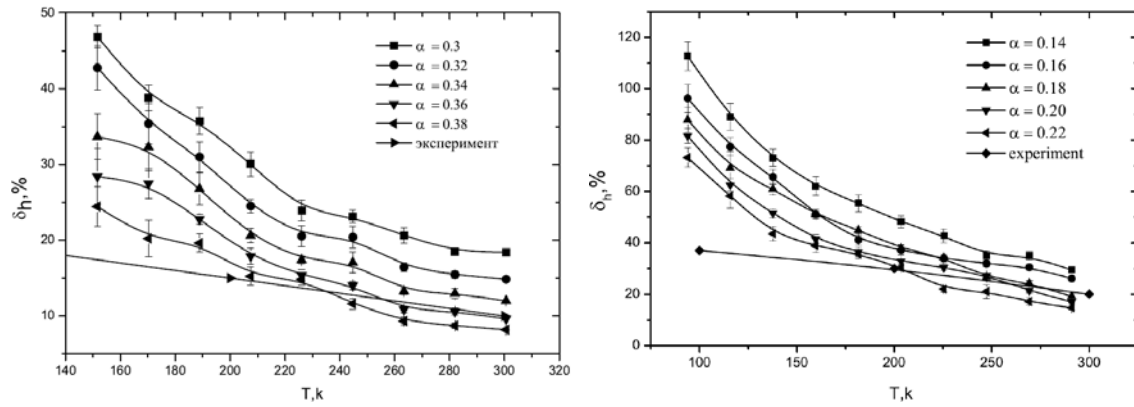 50
40
30
20
10
δh,%
140 160 180 200 220 240 260 280 300 320
T,k
α = 0.3
α = 0.32
α = 0.34
α = 0.36
α = 0.38
эксперимент
120
100
80
60
40
20
0
δh,%
100 150 200 250 300
T,k
α = 0.14
α = 0.16
α = 0.18
α = 0.20
α = 0.22
experiment